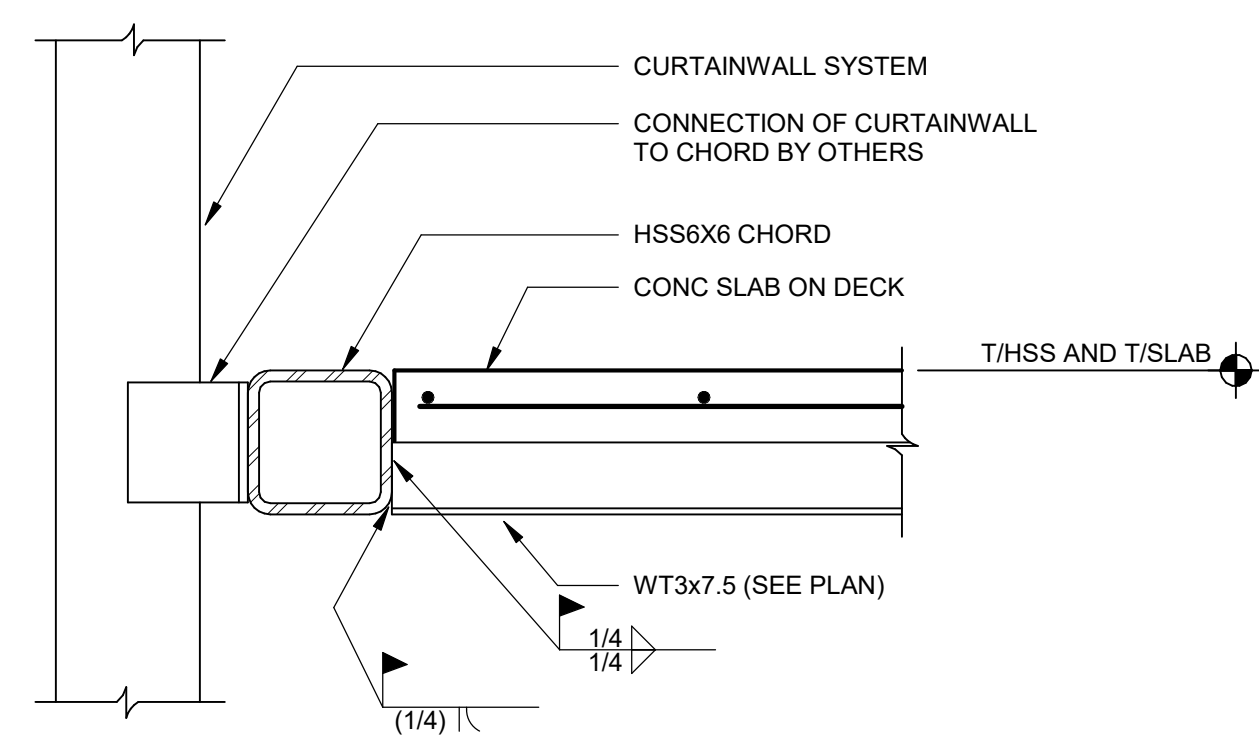 CURTAINWALL SYSTEM
CONNECTION OF CURTAINWALL
TO CHORD BY OTHERS
HSS6X6 CHORD
CONC SLAB ON DECK
T/HSS AND T/SLAB
WT3x7.5 (SEE PLAN)
1/4
1/4
(1/4)